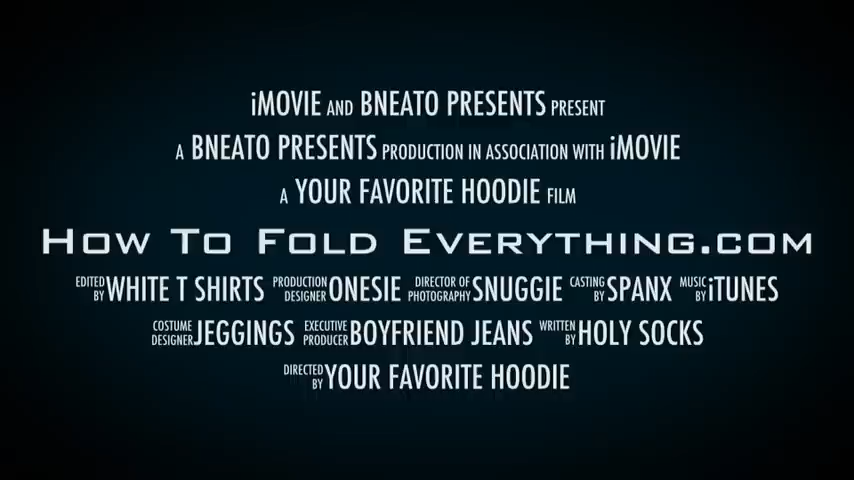 iMOVIE AND BNEATO PRESENTS PRESENT
A BNEATO PRESENTS PRODUCTION IN ASSOCIATION WITH iMOVIE
A YOUR FAVORITE HOODIE FILM
HOW TO FOLD EVERYTHING.COM
EDITED BY WHITE T SHIRTS PRODUCTION DESIGNER ONESIE DIRECTOR OF PHOTOGRAPHY SNUGGIE CASTING BY SPANX MUSIC BY iTUNES
COSTUME DESIGNER JEGGINGS EXECUTIVE PRODUCER BOYFRIEND JEANS WRITTEN BY HOLY SOCKS
DIRECTED BY YOUR FAVORITE HOODIE